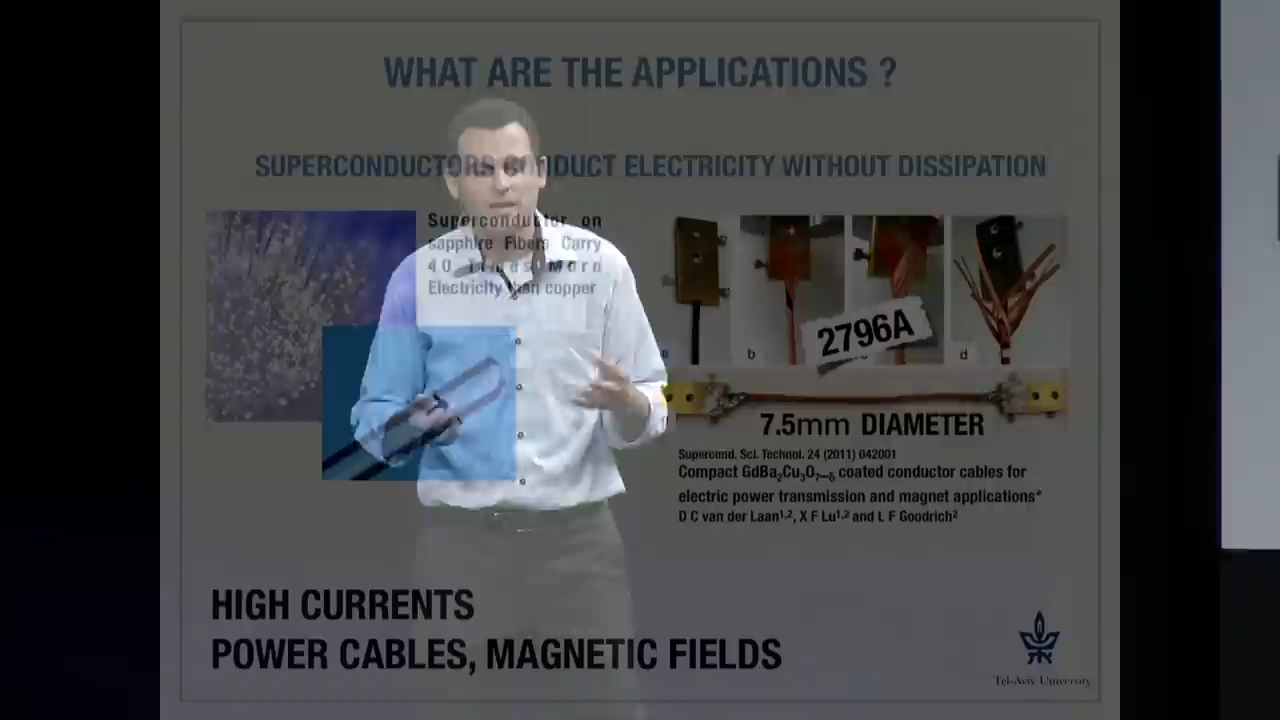 WHAT ARE THE APPLICATIONS ?
SUPERCONDUCTORS CONDUCT ELECTRICITY WITHOUT DISSIPATION
Superconductor on
sapphire Fibers Carry
40 Times
Electricity than copper
b
d
2796A
7.5mm DIAMETER
Supercond. Sci. Technol. 24 (2011) 042001
Compact GdBa₂Cu₃O₇₋δ coated conductor cables for
electric power transmission and magnet applications*
D C van der Laan¹,², X F Lu¹,² and L F Goodrich²
HIGH CURRENTS
POWER CABLES, MAGNETIC FIELDS
Tel-Aviv University